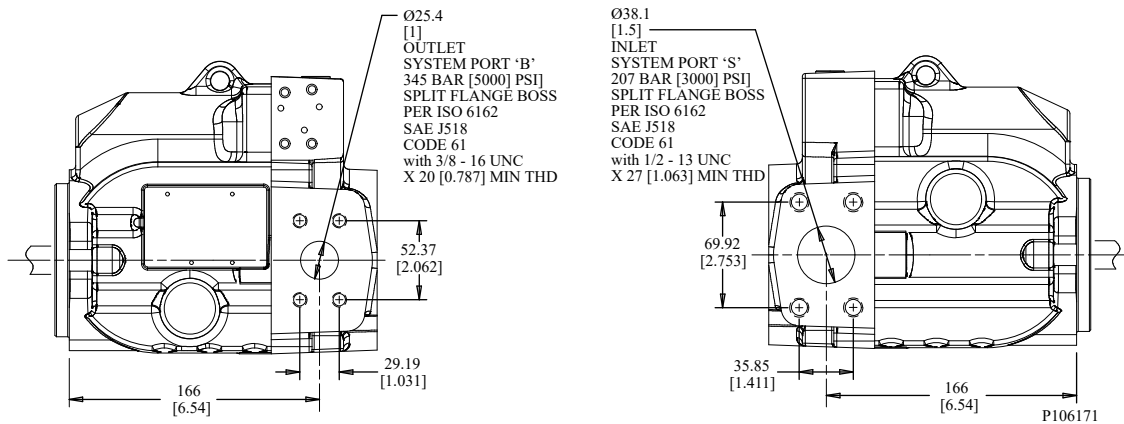 Ø25.4
[1]
OUTLET
SYSTEM PORT ‘B’
345 BAR [5000] PSI]
SPLIT FLANGE BOSS
PER ISO 6162
SAE J518
CODE 61
with 3/8 - 16 UNC
X 20 [0.787] MIN THD
52.37
[2.062]
29.19
[1.031]
166
[6.54]
Ø38.1
[1.5]
INLET
SYSTEM PORT ‘S’
207 BAR [3000] PSI]
SPLIT FLANGE BOSS
PER ISO 6162
SAE J518
CODE 61
with 1/2 - 13 UNC
X 27 [1.063] MIN THD
69.92
[2.753]
35.85
[1.411]
166
[6.54]
P106171